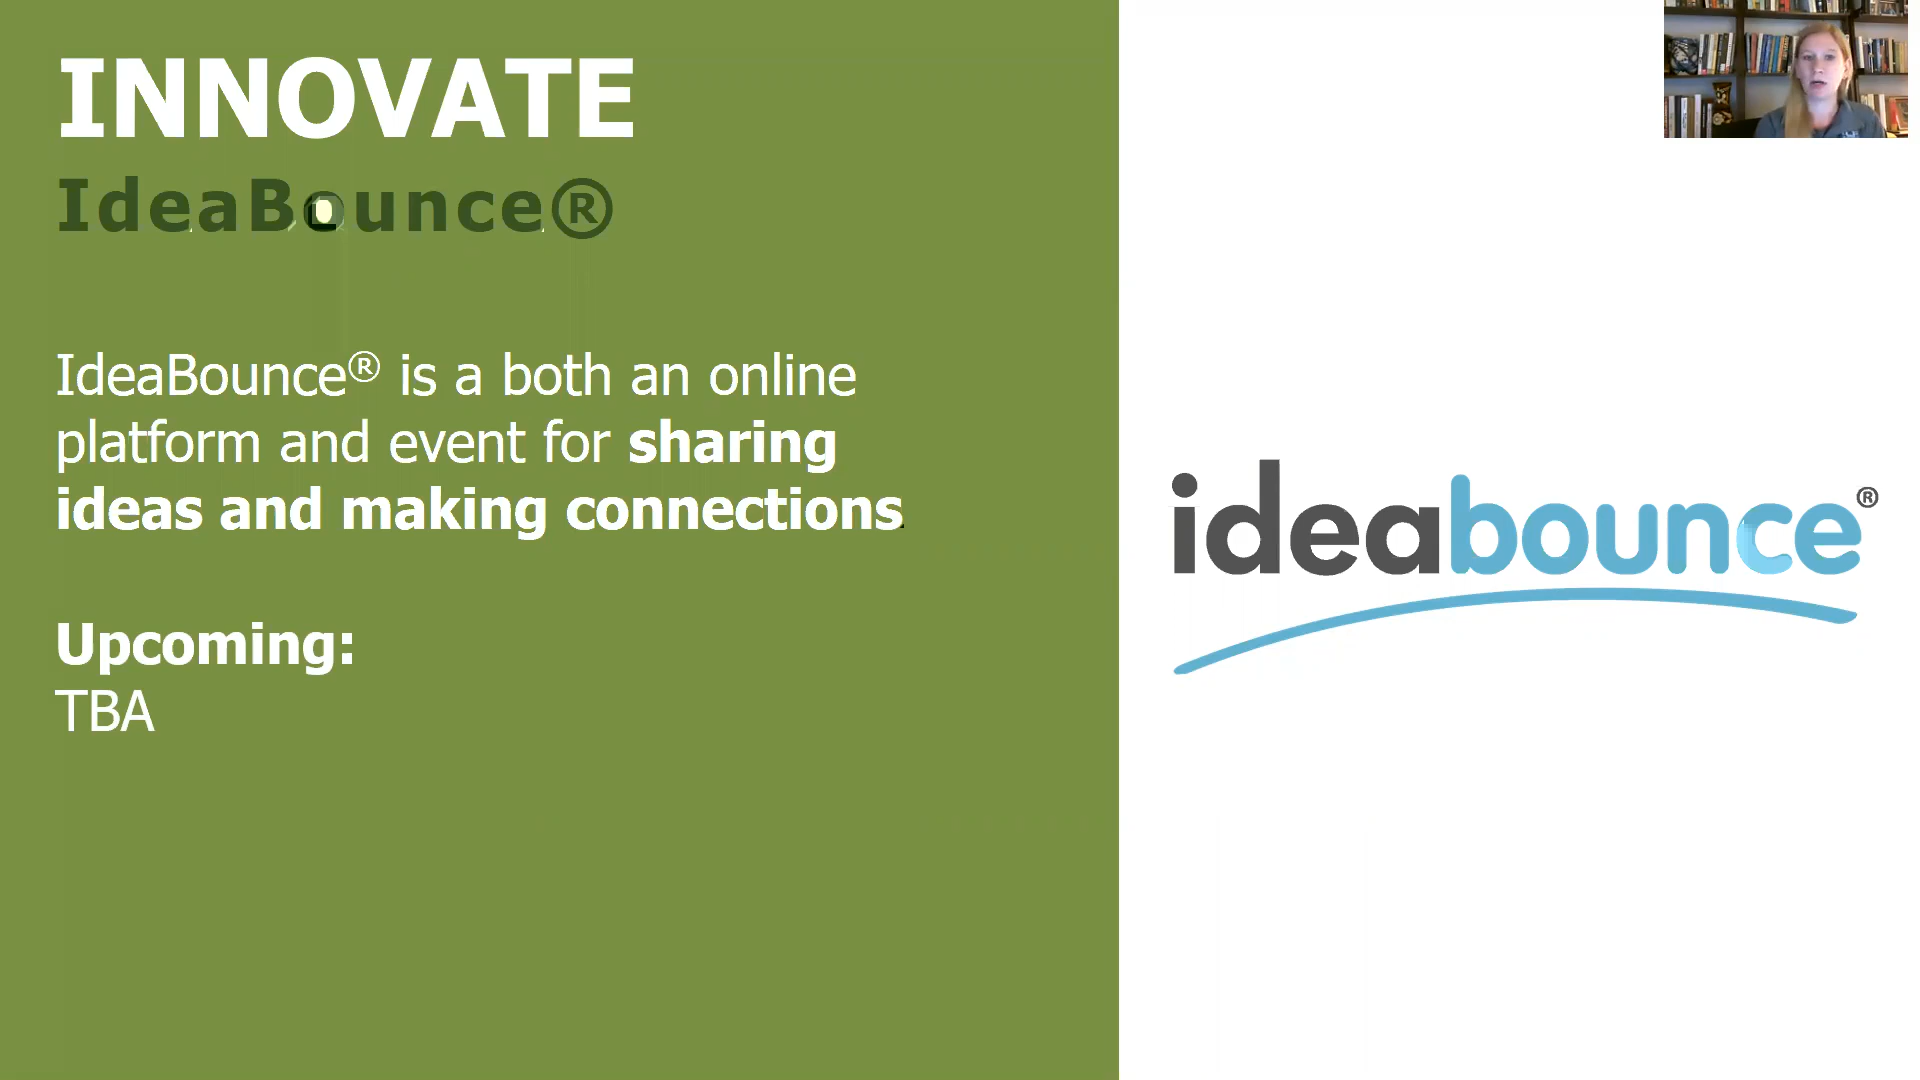 INNOVATE
IdeaBounce®
IdeaBounce® is a both an online
platform and event for sharing
ideas and making connections
Upcoming:
TBA
ideabounce®